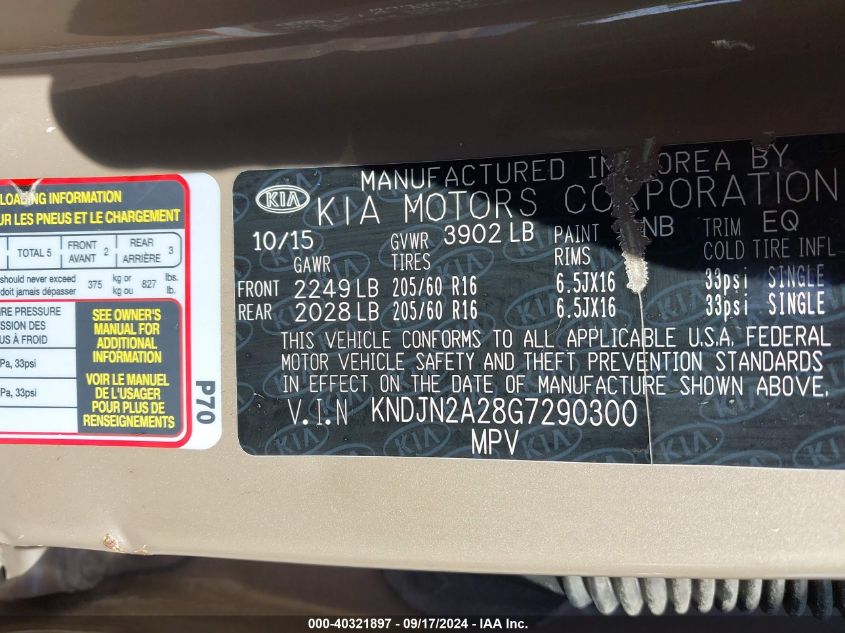 LOADING INFORMATION
UR LES PNEUS ET LE CHARGEMENT
TOTAL 5 FRONT AVANT 2 REAR ARRIÈRE 3
should never exceed 375 kg or 827 lbs.
doit jamais dépasser kg ou lb.
IRE PRESSURE
SSION DES
US À FROID
Pa, 33psi
Pa, 33psi
SEE OWNER'S
MANUAL FOR
ADDITIONAL
INFORMATION
VOIR LE MANUEL
DE L'USAGER
POUR PLUS DE
RENSEIGNEMENTS
P70
MANUFACTURED IN KOREA BY
KIA KIA MOTORS CORPORATION
10/15 GVWR 3902 LB PAINT NB TRIM EQ
GAWR TIRES RIMS COLD TIRE INFL
FRONT 2249 LB 205/60 R16 6.5JX16 33psi SINGLE
REAR 2028 LB 205/60 R16 6.5JX16 33psi SINGLE
THIS VEHICLE CONFORMS TO ALL APPLICABLE U.S.A. FEDERAL
MOTOR VEHICLE SAFETY AND THEFT PREVENTION STANDARDS
IN EFFECT ON THE DATE OF MANUFACTURE SHOWN ABOVE.
V.I.N KNDJN2A28G7290300
MPV
000-40321897 - 09/17/2024 - IAA Inc.